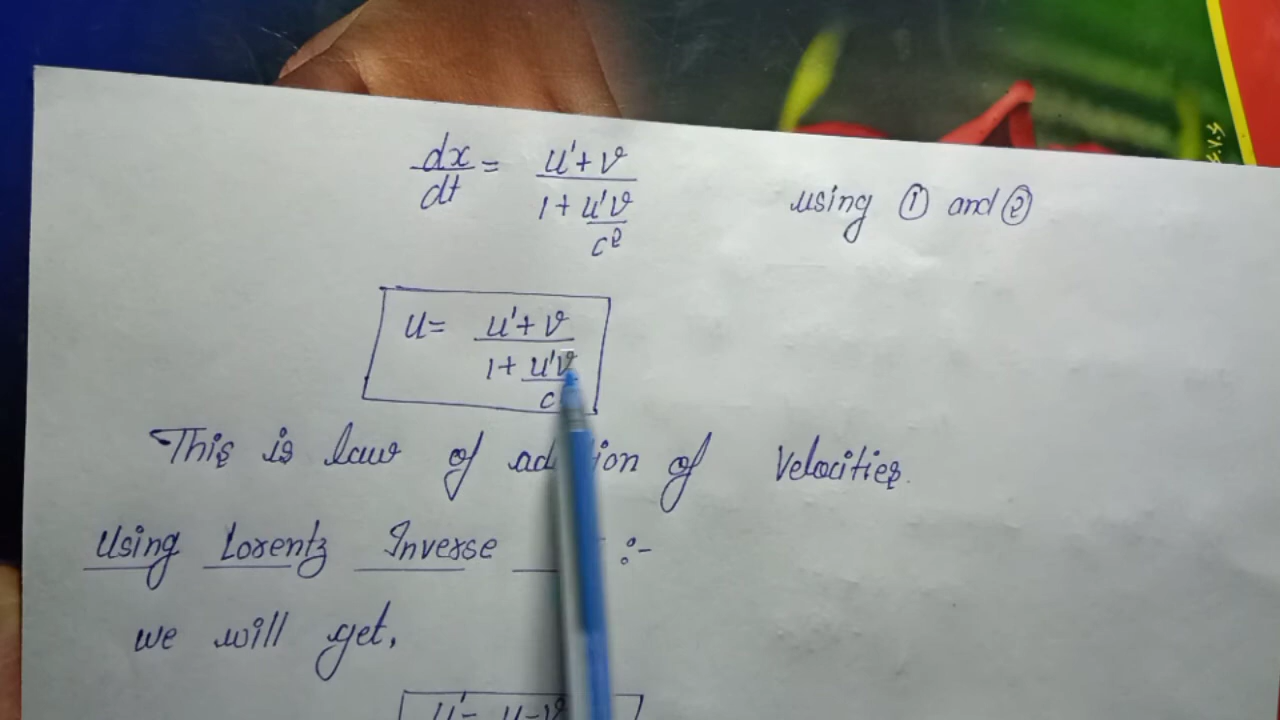 dx/dt = (u'+v)/(1 + u'v/c²) using ① and ②
u = (u'+v)/(1 + u'v/c
This is law of ad ion of Velocities.
Using Lorentz Inverse :-
we will get,
u' = u-v